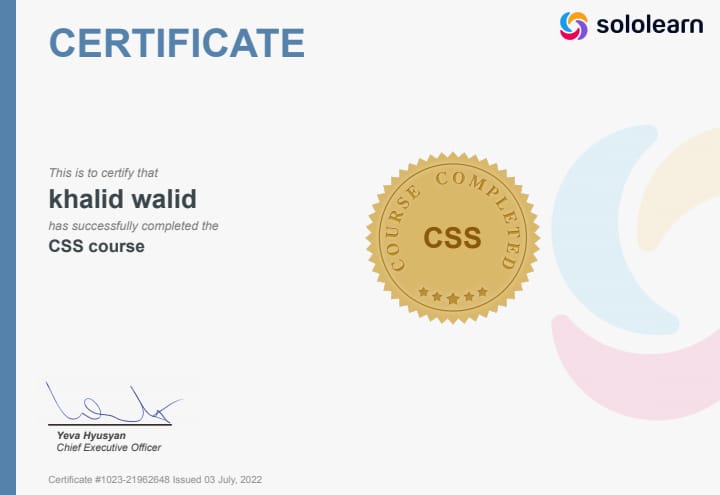 CERTIFICATE
sololearn
This is to certify that
khalid walid
has successfully completed the
CSS course
COURSE COMPLETED
CSS
Yeva Hyusyan
Chief Executive Officer
Certificate #1023-21962648 Issued 03 July, 2022